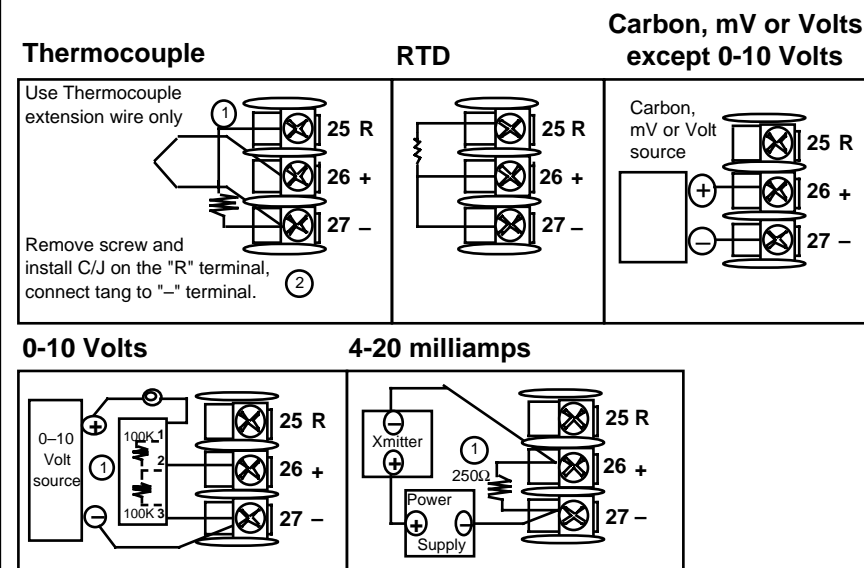 Thermocouple
RTD
Carbon, mV or Volts
except 0-10 Volts
Use Thermocouple
extension wire only
1
25 R
26 +
27 –
Remove screw and
install C/J on the "R" terminal,
connect tang to "–" terminal.
2
25 R
26 +
27 –
Carbon,
mV or Volt
source
+
–
25 R
26 +
27 –
0-10 Volts
4-20 milliamps
0–10
Volt
source
+
–
1
100K 1
2
100K 3
25 R
26 +
27 –
–
Xmitter
+
1
250Ω
Power
+ –
Supply
25 R
26 +
27 –